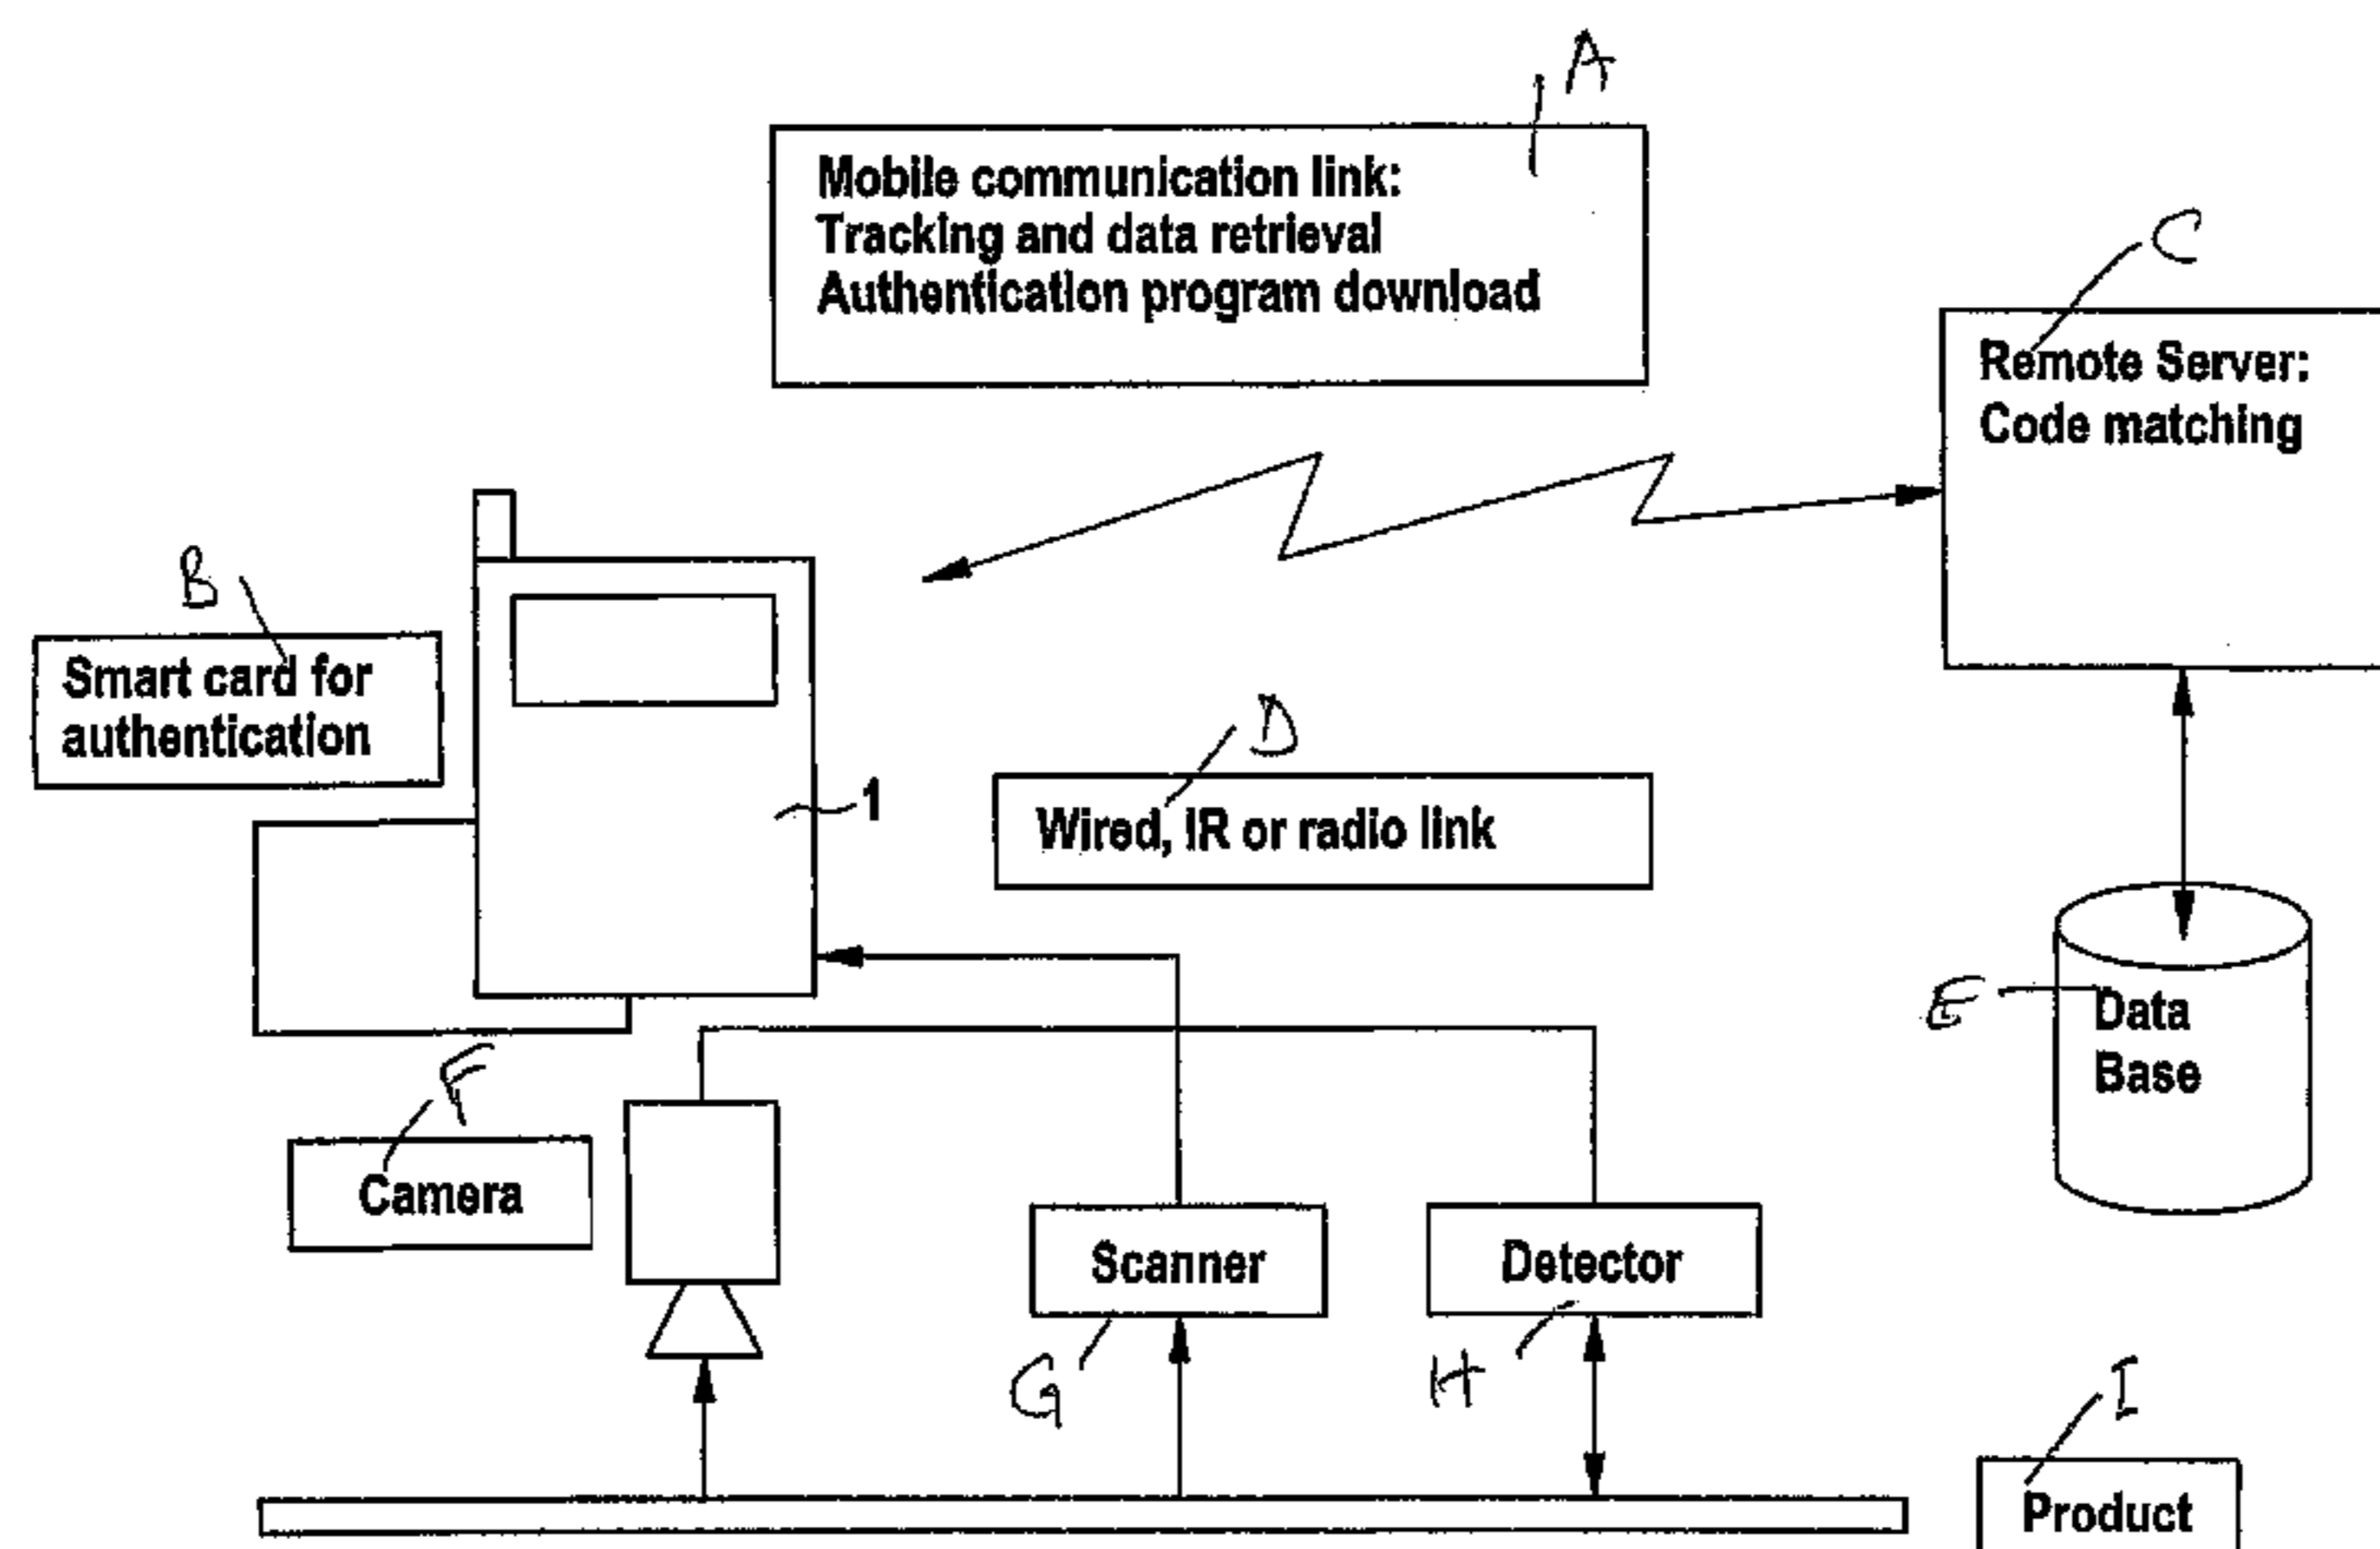 A
Mobile communication link:
Tracking and data retrieval
Authentication program download
C
Remote Server:
Code matching
B
Smart card for
authentication
D
1
Wired, IR or radio link
E
Data
Base
F
Camera
Scanner
Detector
G
H
I
Product